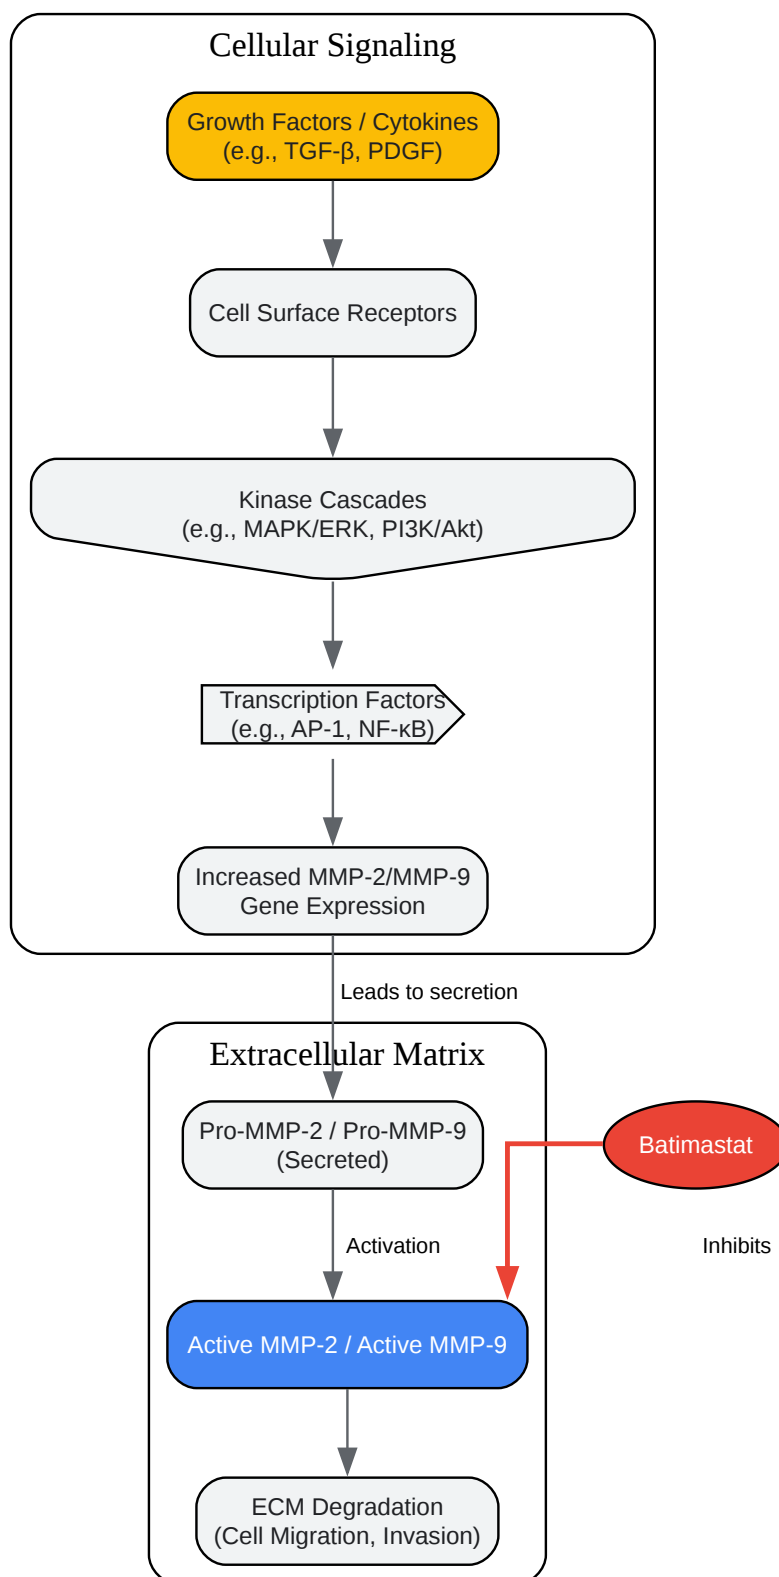 Cellular Signaling
Growth Factors / Cytokines
(e.g., TGF-β, PDGF)
Cell Surface Receptors
Kinase Cascades
(e.g., MAPK/ERK, PI3K/Akt)
Transcription Factors
(e.g., AP-1, NF-κB)
Increased MMP-2/MMP-9
Gene Expression
Leads to secretion
Extracellular Matrix
Pro-MMP-2 / Pro-MMP-9
(Secreted)
Batimastat
Activation
Inhibits
Active MMP-2 / Active MMP-9
ECM Degradation
(Cell Migration, Invasion)